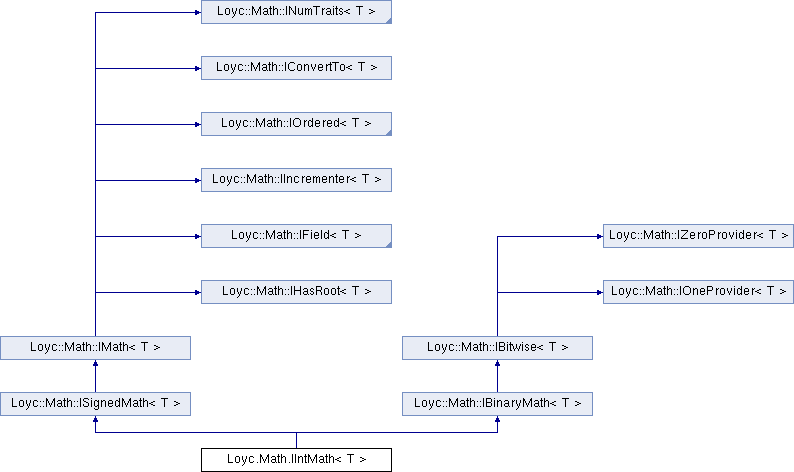 Loyc::Math::INumTraits< T >
Loyc::Math::IConvertTo< T >
Loyc::Math::IOrdered< T >
Loyc::Math::IIncrementer< T >
Loyc::Math::IField< T >
Loyc::Math::IZeroProvider< T >
Loyc::Math::IHasRoot< T >
Loyc::Math::IOneProvider< T >
Loyc::Math::IMath< T >
Loyc::Math::IBitwise< T >
Loyc::Math::ISignedMath< T >
Loyc::Math::IBinaryMath< T >
Loyc.Math.IIntMath< T >